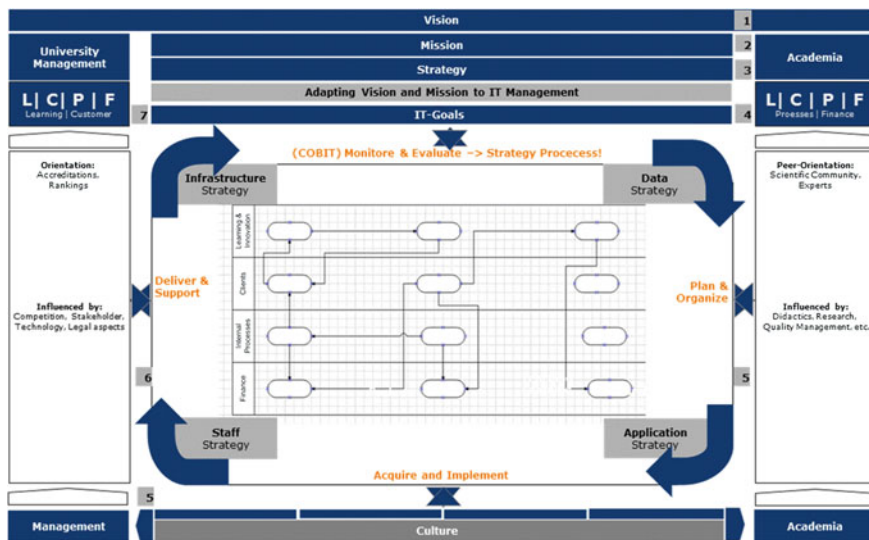 Vision
1
University
Management
Mission
2
Academia
Strategy
3
Adapting Vision and Mission to IT Management
L| C| P | F
Learning | Customer
7
IT-Goals
4
L| C | P | F
Prosesses | Finance
(COBIT) Monitore & Evaluate -> Strategy Procecess!
Orientation:
Accreditations,
Rankings
Infrastructure
Strategy
Data
Strategy
Peer-Orientation:
Scientific Community,
Experts
Learning &
Innovation
Clients
Internal
Processes
Finance
Deliver &
Support
Plan &
Organize
Influenced by:
Competition, Stakeholder,
Technology, Legal aspects
Influenced by:
Didactics, Research,
Quality Management, etc.
6
5
Staff
Strategy
Application
Strategy
Acquire and Implement
5
Management
Culture
Academia